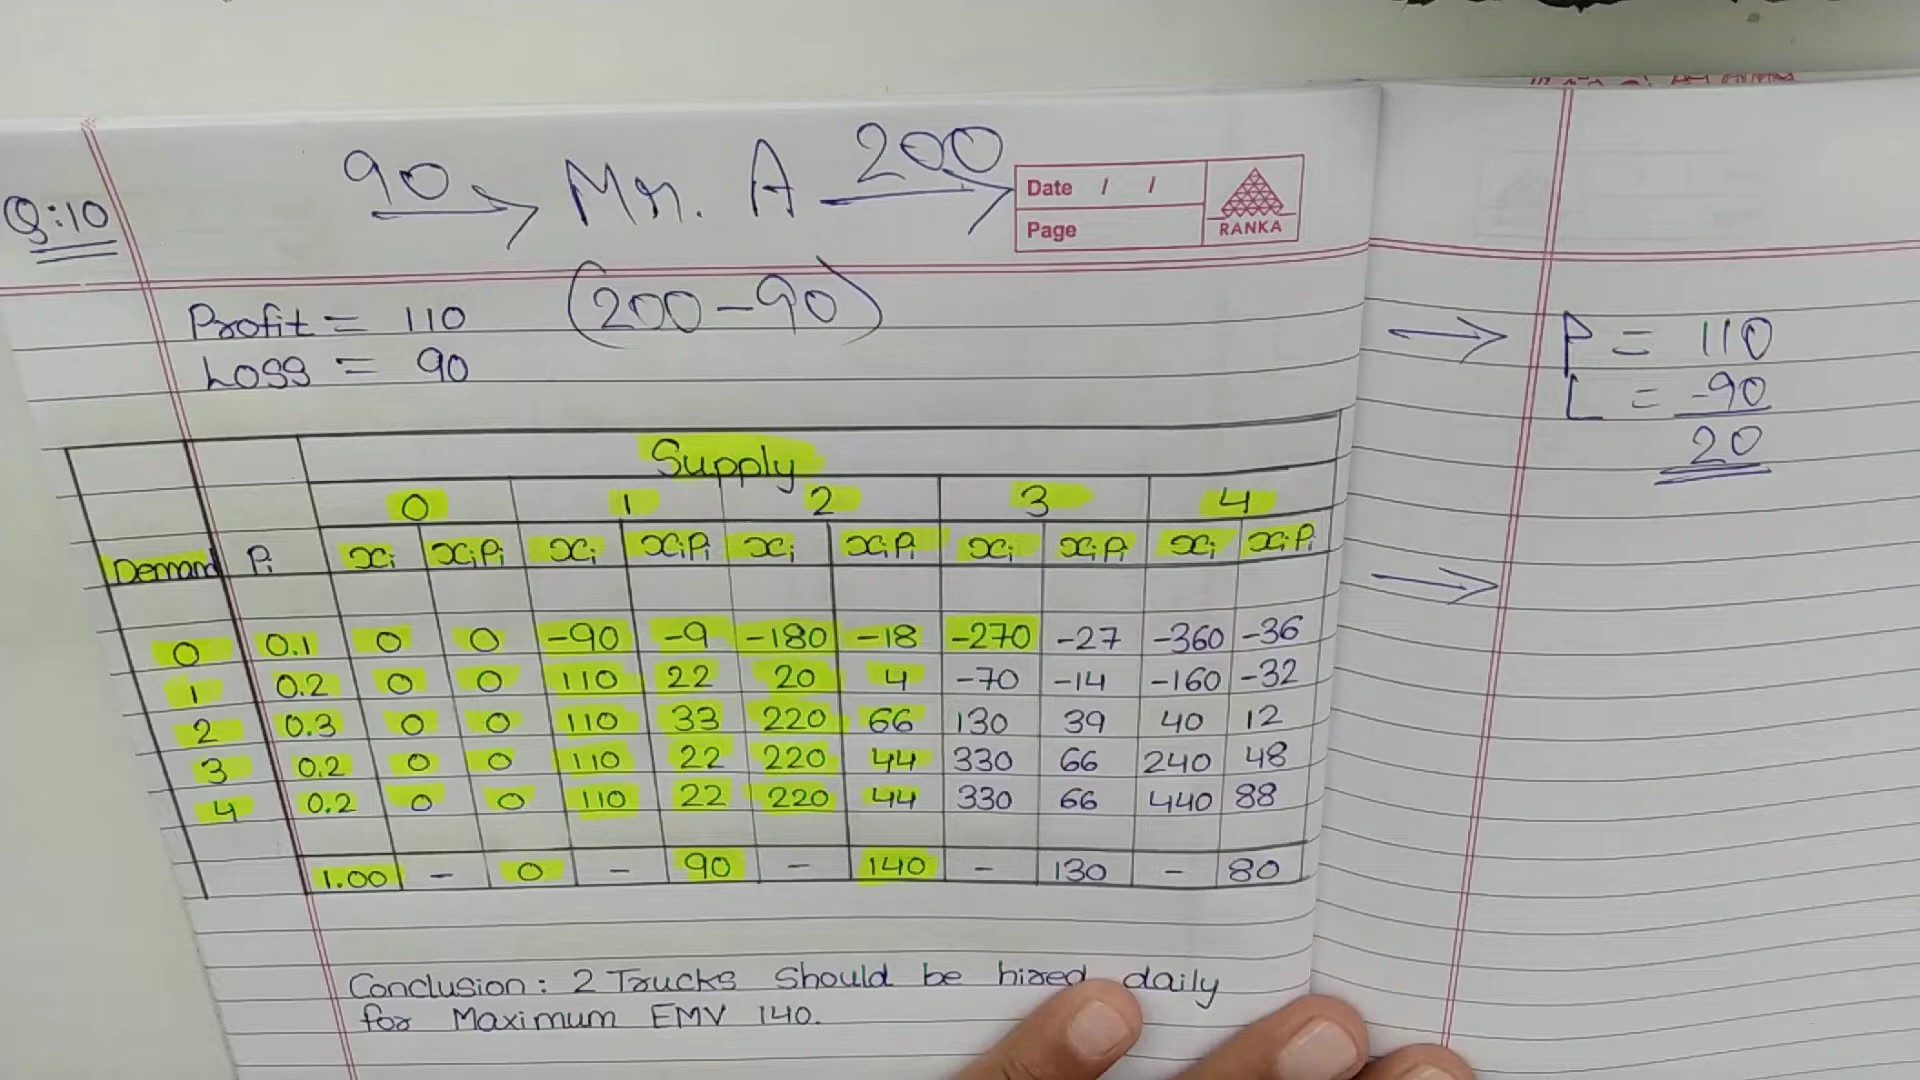 90 → Mr. A 200 →
Date / /
Page
RANKA
Q:10
Profit = 110 (200-90)
Loss = 90
→ P = 110
L = -90
20
Supply
0 1 2 3 4
Demand Pi xi xiPi xi xiPi xi xiPi xi xiPi xi xiPi
0 0.1 0 0 -90 -9 -180 -18 -270 -27 -360 -36
1 0.2 0 0 110 22 20 4 -70 -14 -160 -32
2 0.3 0 0 110 33 220 66 130 39 40 12
3 0.2 0 0 110 22 220 44 330 66 240 48
4 0.2 0 0 110 22 220 44 330 66 440 88
1.00 - 0 - 90 - 140 - 130 - 80
→
Conclusion: 2 Trucks should be hired daily
for Maximum EMV 140.